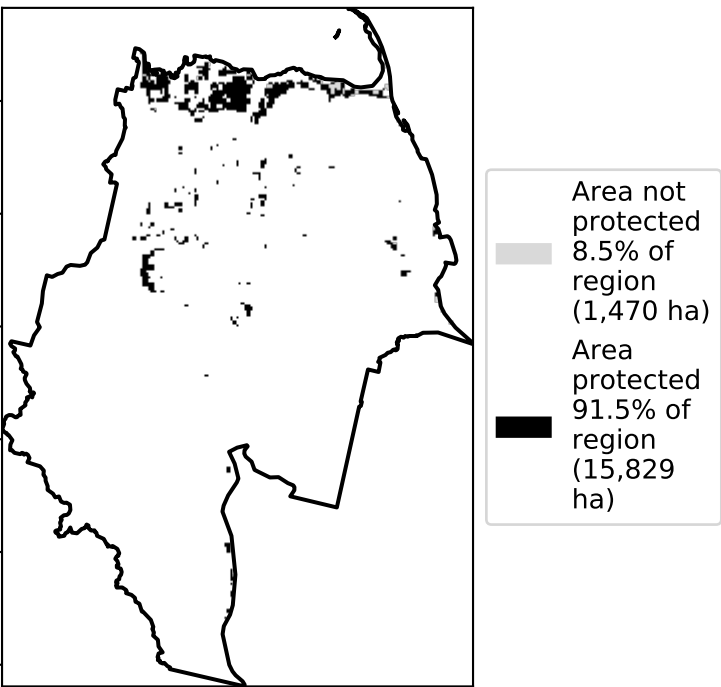 Area not
protected
8.5% of
region
(1,470 ha)
Area
protected
91.5% of
region
(15,829
ha)